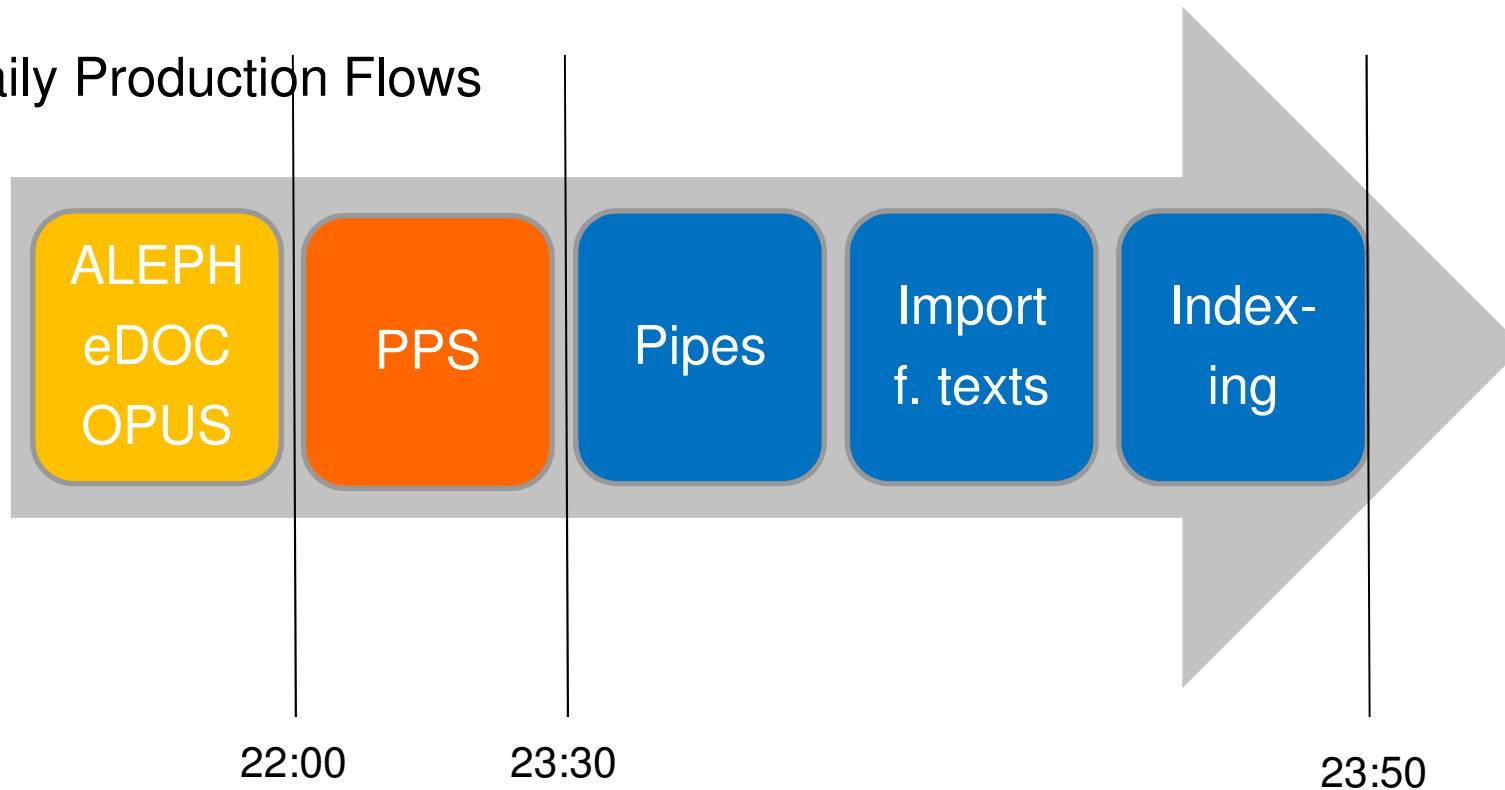 aily Production Flows
ALEPH
eDOC
OPUS
PPS
Pipes
Import
f. texts
Index-
ing
22:00
23:30
23:50